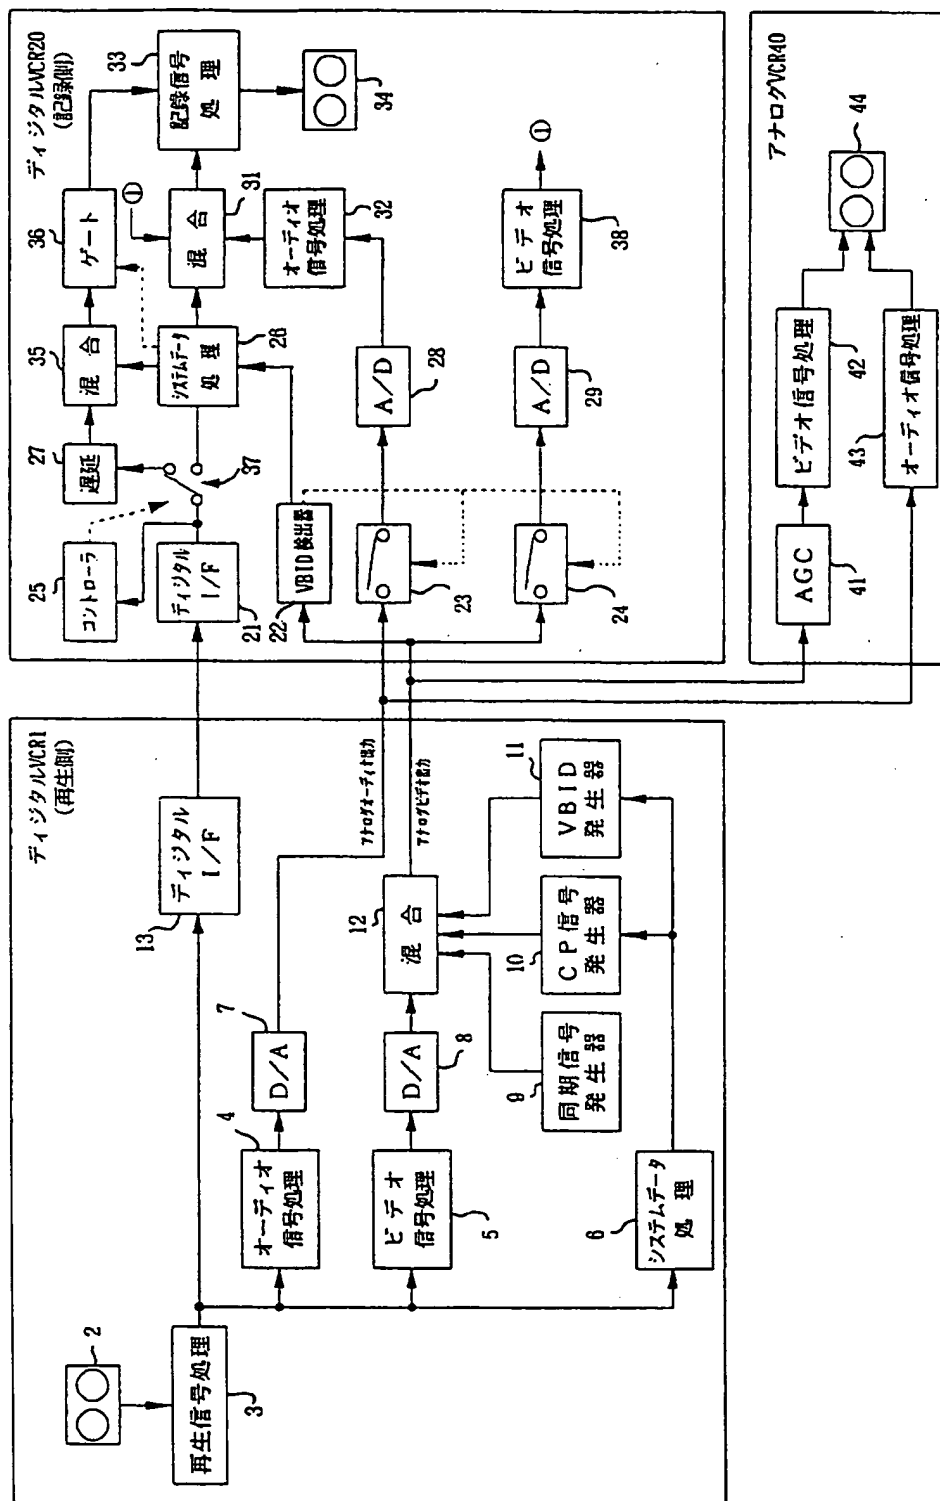 ディジタルVCR1
(再生側)
2
再生信号処理
3
ディジタル
I/F
13
オーディオ
信号処理
4
D/A
7
アナログオーディオ出力
ビデオ
信号処理
5
D/A
8
混合
12
アナログビデオ出力
同期信号
発生器
9
CP信号
発生器
10
VBID
発生器
11
システムデータ
処理
6
ディジタルVCR20
(記録側)
コントローラ
25
ディジタル
I/F
21
37
遅延
27
混合
35
ゲート
36
システムデータ
処理
26
混合
31
①
記録信号
処理
33
34
VBID検出器
22
オーディオ
信号処理
32
23
A/D
28
24
A/D
29
ビデオ
信号処理
38
①
アナログVCR40
AGC
41
ビデオ信号処理
42
オーディオ信号処理
43
44